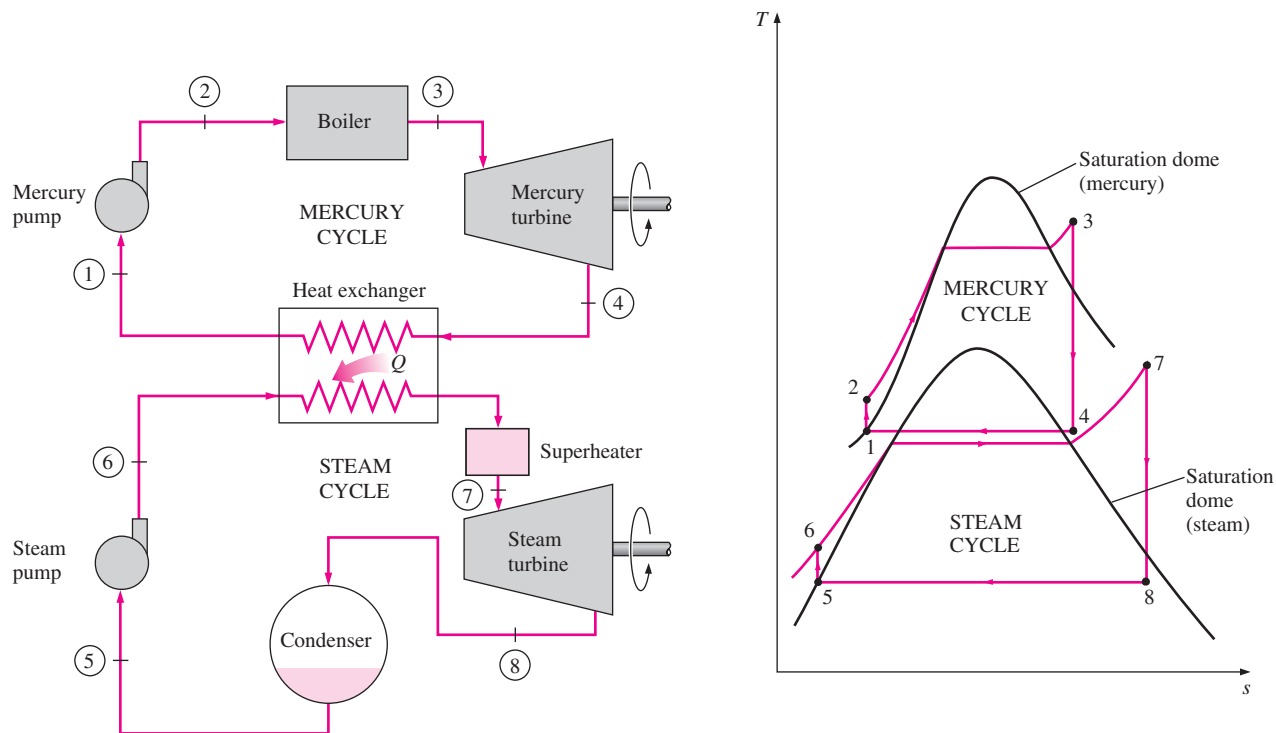 2
3
Boiler
Mercury
pump
MERCURY
CYCLE
Mercury
turbine
1
Heat exchanger
4
Q
6
STEAM
CYCLE
Superheater
7
Steam
pump
Steam
turbine
Condenser
5
8
T
Saturation dome
(mercury)
3
MERCURY
CYCLE
7
2
4
1
Saturation
dome
(steam)
STEAM
CYCLE
6
5
8
s